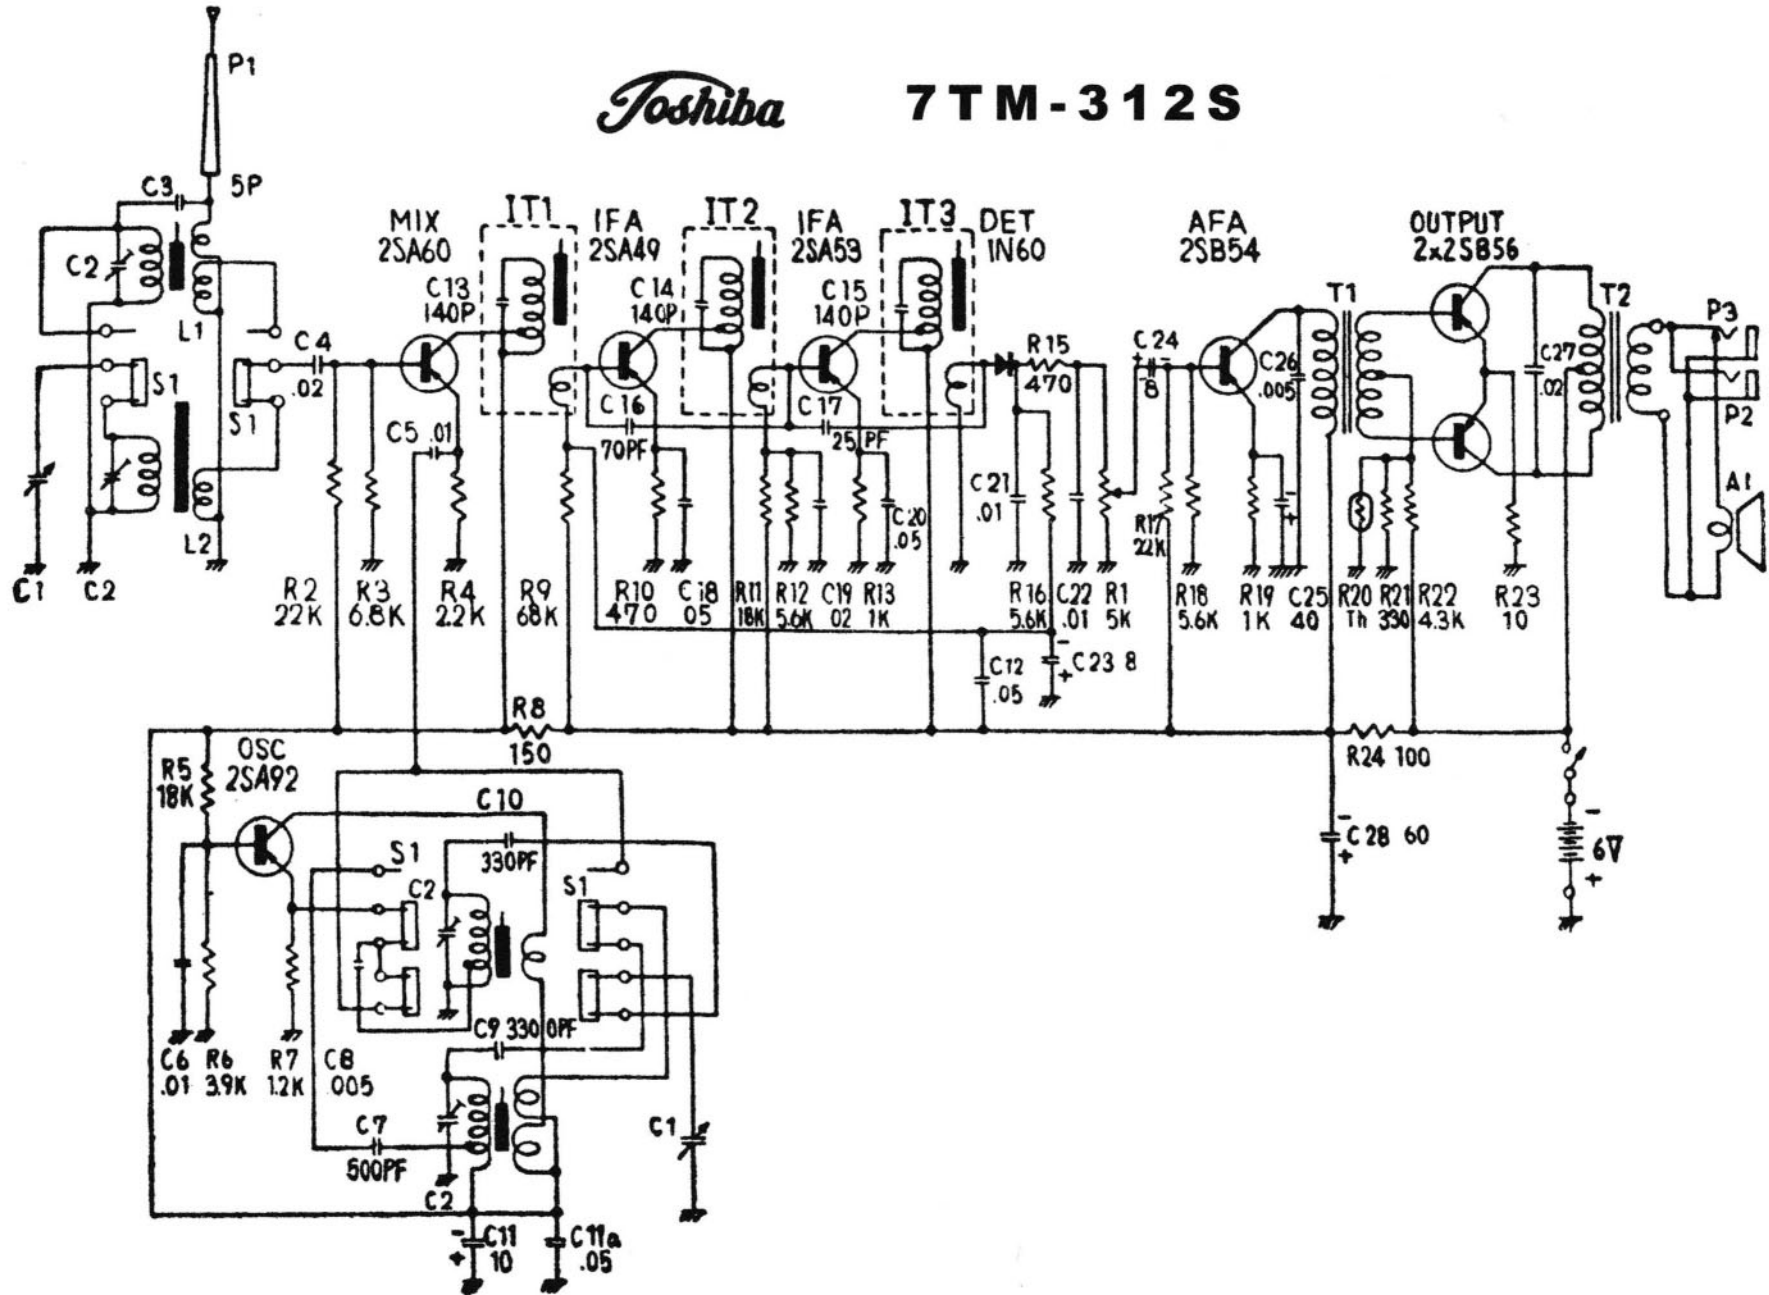 Toshiba 7TM-312S
P1
5P
C3
C2
L1
S1
S1
L2
C1
C2
C4
.02
MIX
2SA60
C13
140P
IT1
IFA
2SA49
C14
140P
IT2
IFA
2SA53
C15
140P
IT3
DET
1N60
R15
470
C24
8
AFA
2SB54
C26
.005
T1
OUTPUT
2x2SB56
C27
.02
T2
P3
P2
A1
C5 .01
C16
70PF
C17
25PF
C20
.05
C21
.01
R17
22K
R2
22K
R3
6.8K
R4
2.2K
R9
68K
R10
470
C18
05
R11
18K
R12
5.6K
C19
02
R13
1K
R16
5.6K
C22
.01
R1
5K
R18
5.6K
R19
1K
C25
40
R20
Th
R21
330
R22
4.3K
R23
10
C12
.05
- C23 8
+
R8
150
R24 100
-
C28 60
+
-
6V
+
R5
18K
OSC
2SA92
C10
330PF
S1
C2
S1
C9 3300PF
C6
.01
R6
3.9K
R7
1.2K
C8
005
C7
500PF
C2
C1
- C11
+ 10
C11a
.05